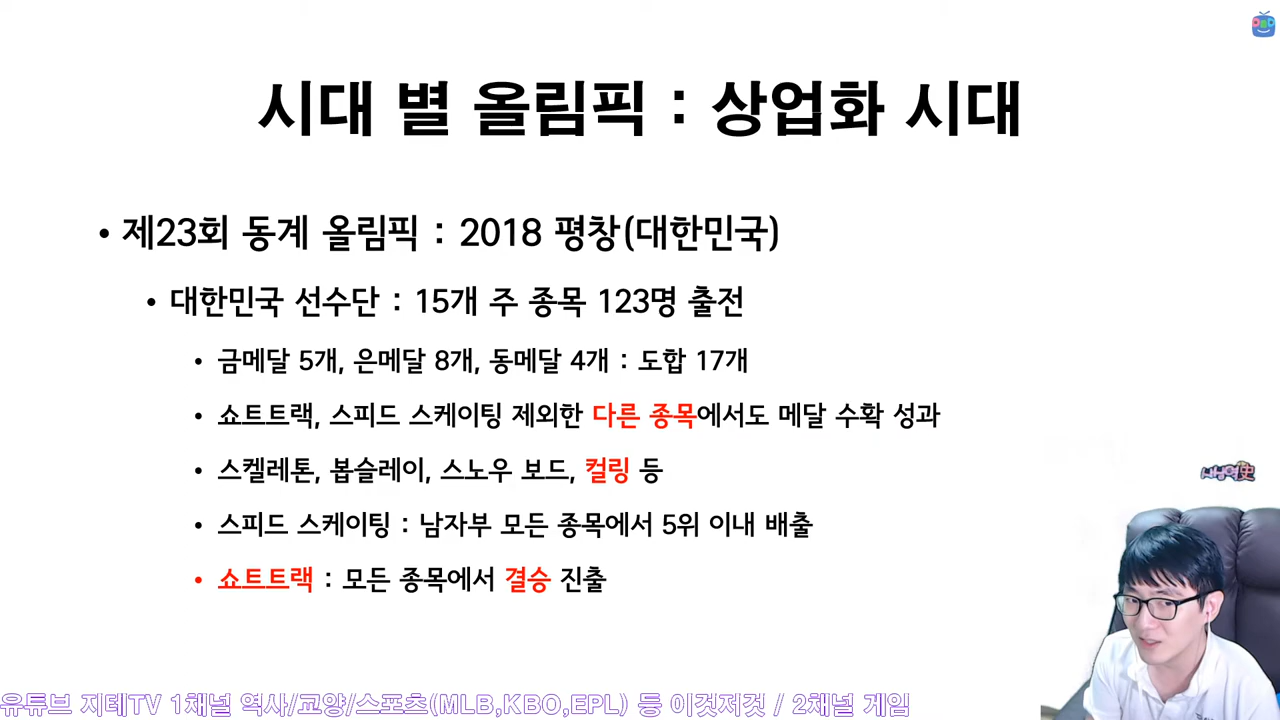 시대 별 올림픽 : 상업화 시대
• 제23회 동계 올림픽 : 2018 평창(대한민국)
• 대한민국 선수단 : 15개 주 종목 123명 출전
• 금메달 5개, 은메달 8개, 동메달 4개 : 도합 17개
• 쇼트트랙, 스피드 스케이팅 제외한 다른 종목에서도 메달 수확 성과
• 스켈레톤, 봅슬레이, 스노우 보드, 컬링 등
• 스피드 스케이팅 : 남자부 모든 종목에서 5위 이내 배출
• 쇼트트랙 : 모든 종목에서 결승 진출
유튜브 지테TV 1채널 역사/교양/스포츠(MLB,KBO,EPL) 등 이것저것 / 2채널 게임